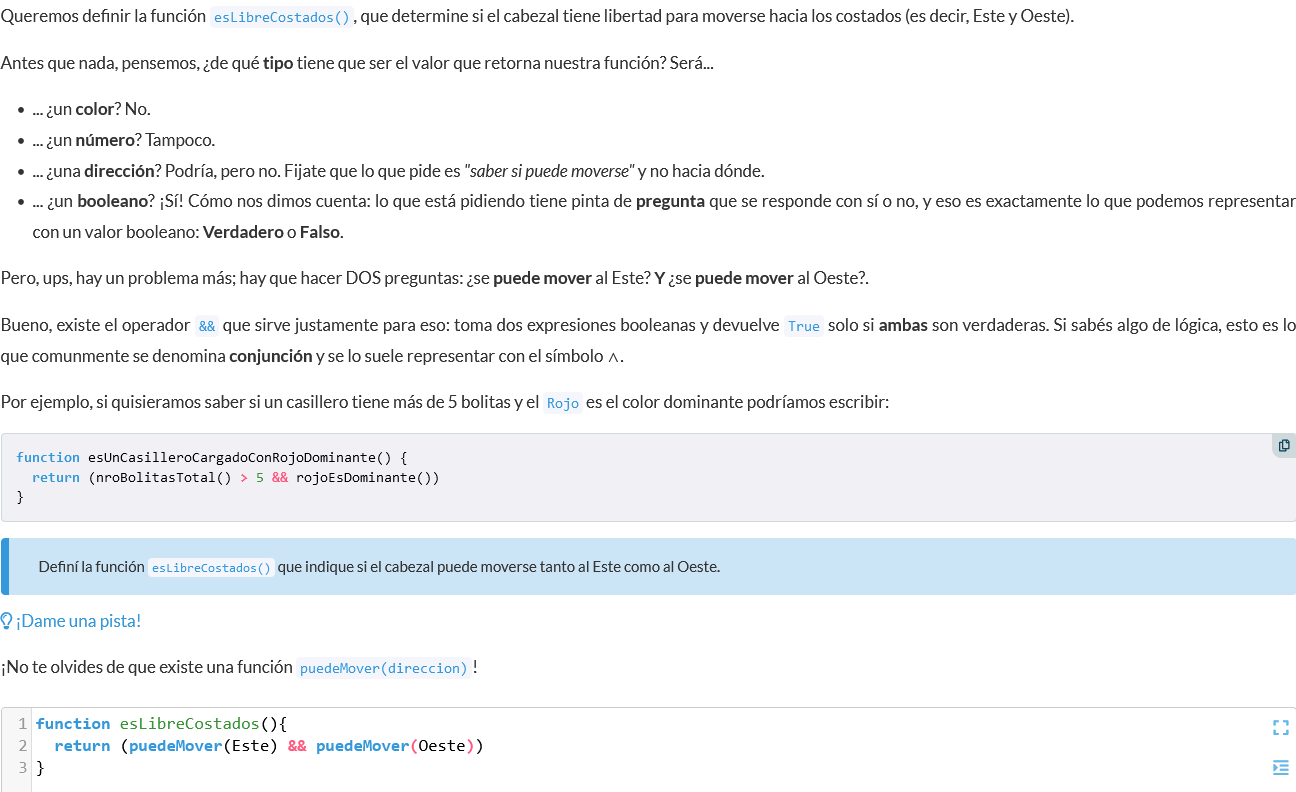 Queremos definir la función esLibreCostados(), que determine si el cabezal tiene libertad para moverse hacia los costados (es decir, Este y Oeste).
Antes que nada, pensemos, ¿de qué tipo tiene que ser el valor que retorna nuestra función? Será...
• ... ¿un color? No.
• ... ¿un número? Tampoco.
• ... ¿una dirección? Podría, pero no. Fijate que lo que pide es "saber si puede moverse" y no hacia dónde.
• ... ¿un booleano? ¡Sí! Cómo nos dimos cuenta: lo que está pidiendo tiene pinta de pregunta que se responde con sí o no, y eso es exactamente lo que podemos representar
con un valor booleano: Verdadero o Falso.
Pero, ups, hay un problema más; hay que hacer DOS preguntas: ¿se puede mover al Este? Y ¿se puede mover al Oeste?.
Bueno, existe el operador && que sirve justamente para eso: toma dos expresiones booleanas y devuelve True solo si ambas son verdaderas. Si sabés algo de lógica, esto es lo
que comunmente se denomina conjunción y se lo suele representar con el símbolo ∧.
Por ejemplo, si quisieramos saber si un casillero tiene más de 5 bolitas y el Rojo es el color dominante podríamos escribir:
function esUnCasilleroCargadoConRojoDominante() {
  return (nroBolitasTotal() > 5 && rojoEsDominante())
}
Definí la función esLibreCostados() que indique si el cabezal puede moverse tanto al Este como al Oeste.
¡Dame una pista!
¡No te olvides de que existe una función puedeMover(direccion)!
1 function esLibreCostados(){
2   return (puedeMover(Este) && puedeMover(Oeste))
3 }